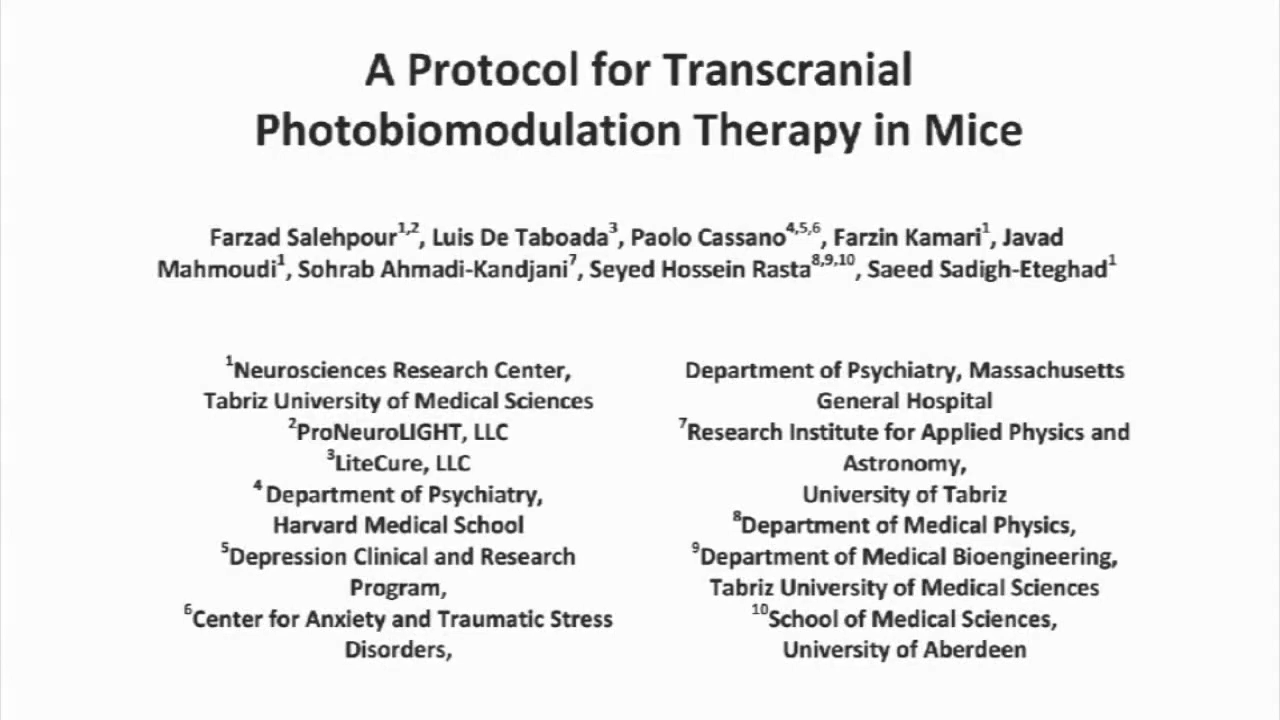 A Protocol for Transcranial
Photobiomodulation Therapy in Mice
Farzad Salehpour1,2, Luis De Taboada3, Paolo Cassano4,5,6, Farzin Kamari1, Javad
Mahmoudi1, Sohrab Ahmadi-Kandjani7, Seyed Hossein Rasta8,9,10, Saeed Sadigh-Eteghad1
1Neurosciences Research Center,
Tabriz University of Medical Sciences
2ProNeuroLIGHT, LLC
3LiteCure, LLC
4 Department of Psychiatry,
Harvard Medical School
5Depression Clinical and Research
Program,
6Center for Anxiety and Traumatic Stress
Disorders,
Department of Psychiatry, Massachusetts
General Hospital
7Research Institute for Applied Physics and
Astronomy,
University of Tabriz
8Department of Medical Physics,
9Department of Medical Bioengineering,
Tabriz University of Medical Sciences
10School of Medical Sciences,
University of Aberdeen